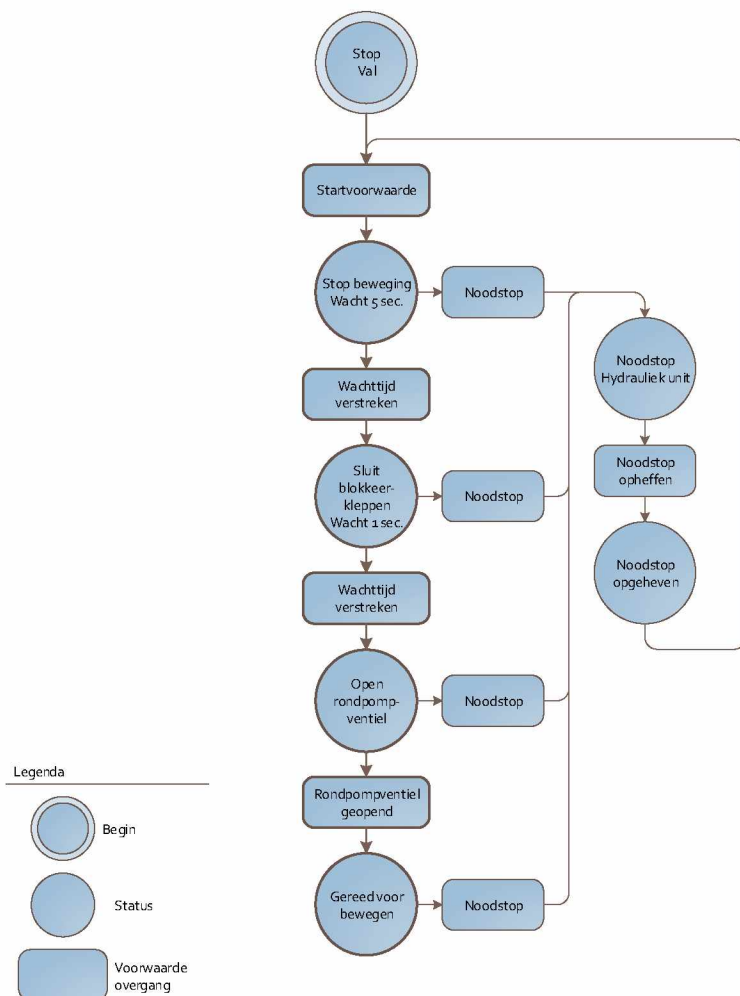 Stop
Val
Startvoorwaarde
Stop beweging
Wacht 5 sec.
Noodstop
Noodstop
Hydrauliek unit
Wachttijd
verstreken
Noodstop
opheffen
Sluit
blokkeer-
kleppen
Wacht 1 sec.
Noodstop
Noodstop
opgeheven
Wachttijd
verstreken
Open
rondpomp-
ventiel
Noodstop
Rondpompventiel
geopend
Gereed voor
bewegen
Noodstop
Legenda
Begin
Status
Voorwaarde
overgang